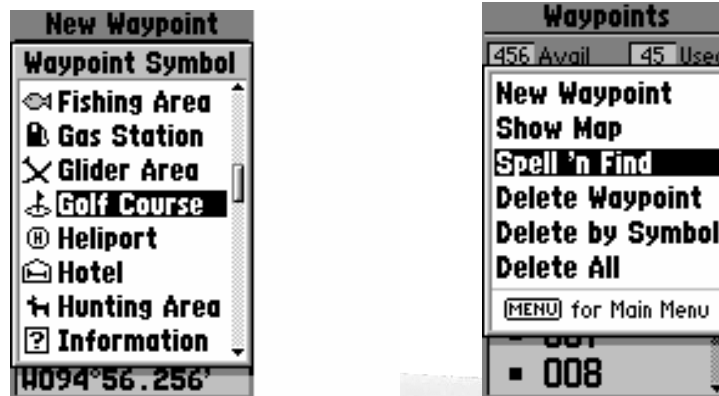 New Waypoint
Waypoint Symbol
Fishing Area
Gas Station
Glider Area
Golf Course
Heliport
Hotel
Hunting Area
? Information
W094°56.256'
Waypoints
456 Avail 45 Used
New Waypoint
Show Map
Spell 'n Find
Delete Waypoint
Delete by Symbol
Delete All
MENU for Main Menu
008